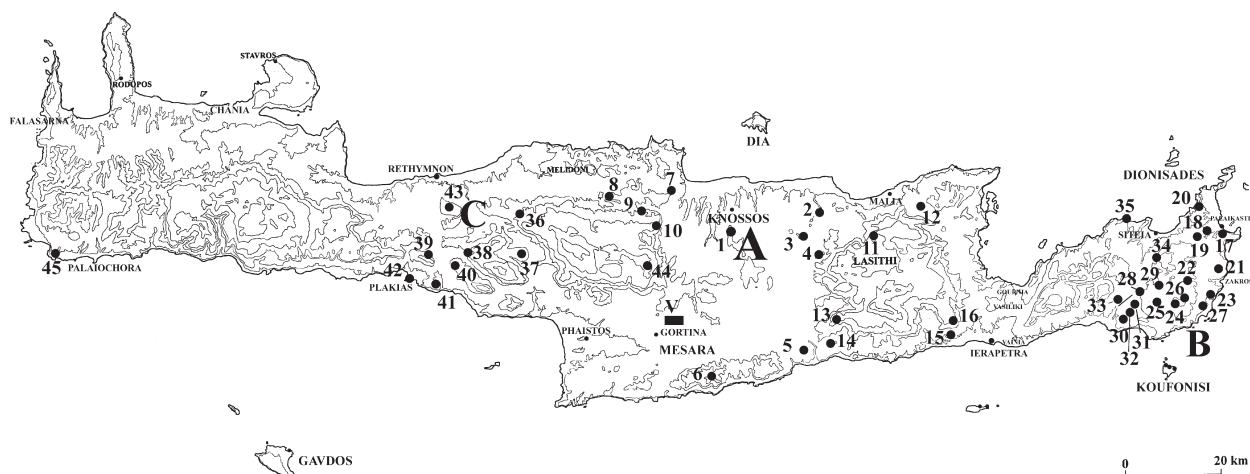 STAVROS
RODOPOS
CHANIA
FALASARNA
DIA
RETHYMNON
MELIDONI
8
7
43
C
9
36
10
KNOSSOS
1
A
2
MALIA
12
3
11
4
LASITHI
DIONISADES
20
35
18
PALAIKASTRO
SITEIA
34
19
17
39
38
37
44
45
PALAIOCHORA
42
40
PLAKIAS
41
21
22
29
28
ZAKROS
GOURNIA
VASILIKI
26
33
25
24
23
27
V
GORTINA
PHAISTOS
MESARA
13
16
15
14
5
6
VAINIA
IERAPETRA
30
31
32
B
KOUFONISI
GAVDOS
0
20 km